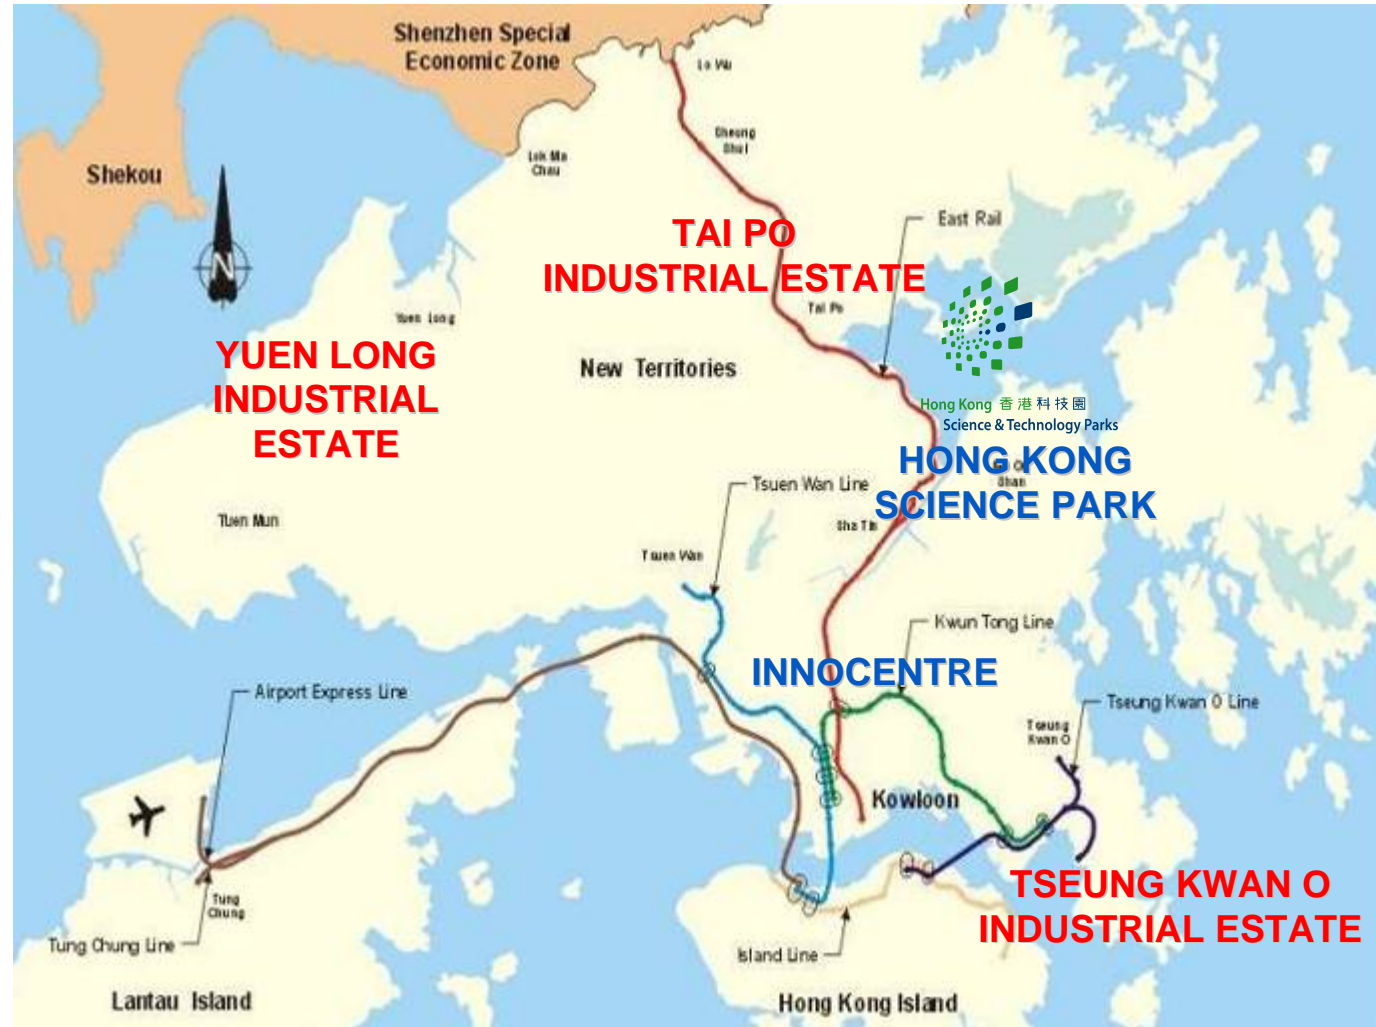 Shenzhen Special
Economic Zone
Lo Wu
Sheung
Shui
Lok Ma
Chau
Shekou
N
East Rail
TAI PO
INDUSTRIAL ESTATE
Tai Po
Yuen Long
YUEN LONG
INDUSTRIAL
ESTATE
New Territories
Hong Kong 香港科技園
Science & Technology Parks
HONG KONG
SCIENCE PARK
Shan
Tsuen Wan Line
Sha Tin
Tuen Mun
Tsuen Wan
Kwun Tong Line
INNOCENTRE
Airport Express Line
Tseung Kwan O Line
Tseung
Kwan O
Kowloon
TSEUNG KWAN O
INDUSTRIAL ESTATE
Tung
Chung
Tung Chung Line
Island Line
Lantau Island
Hong Kong Island